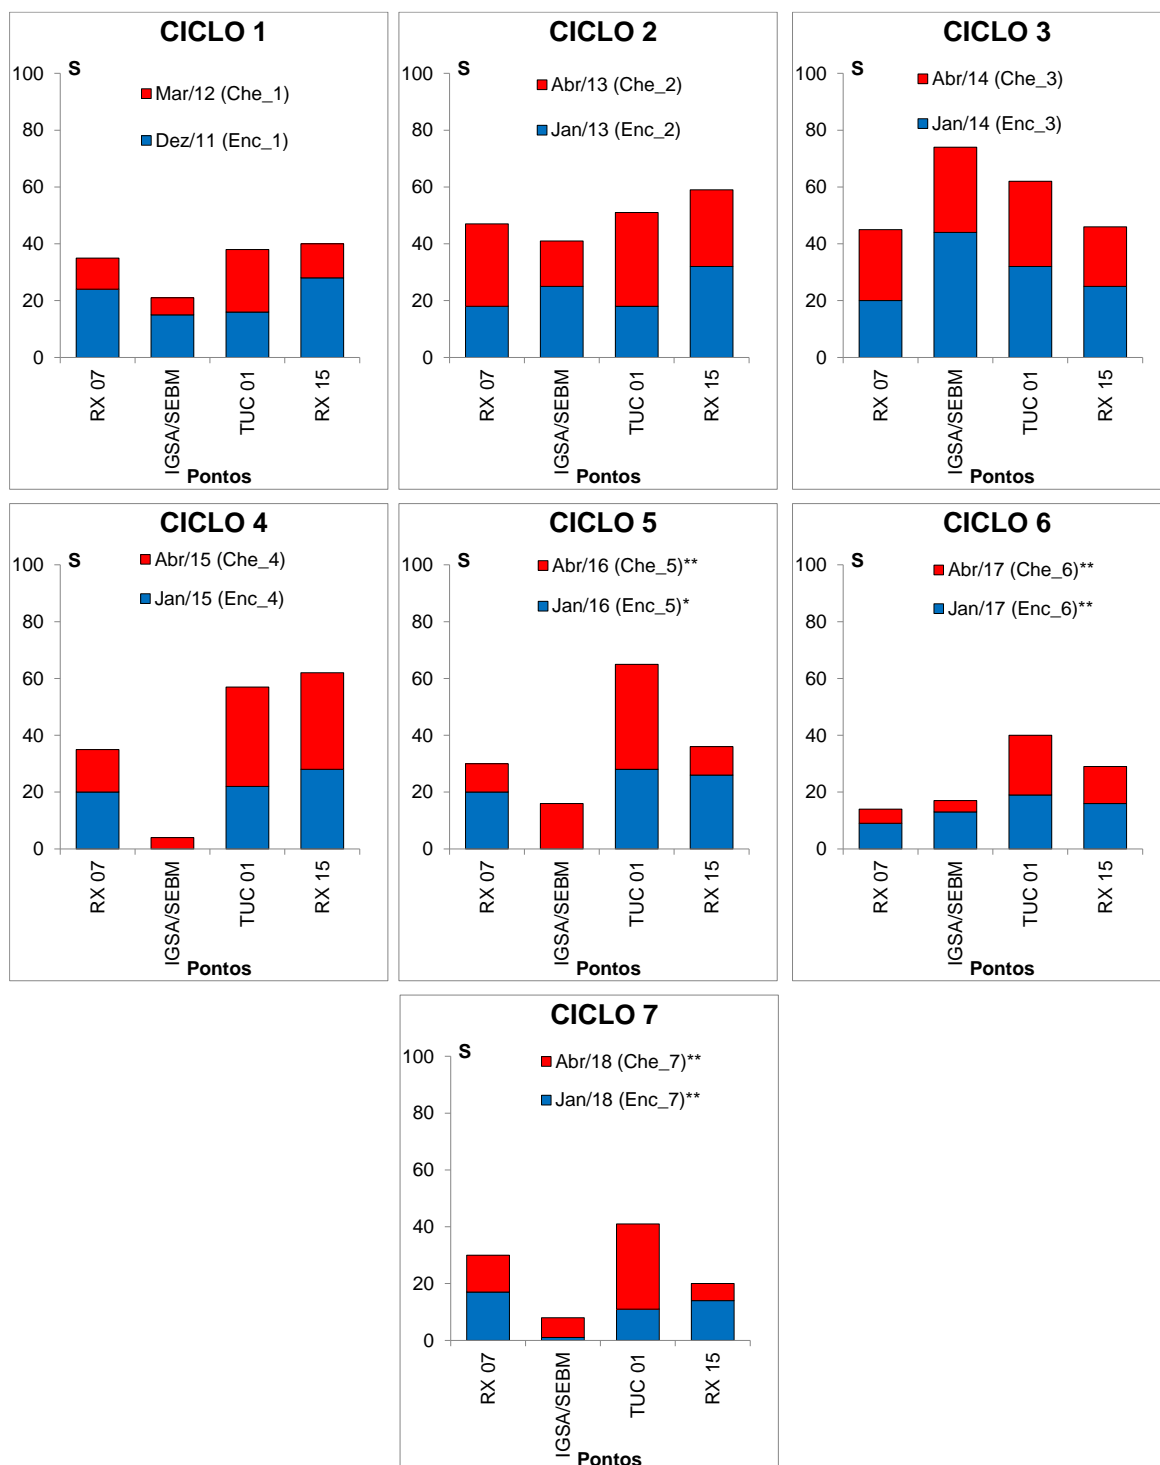 CICLO 1
S
100
80
60
40
20
0
Mar/12 (Che_1)
Dez/11 (Enc_1)
RX 07
IGSA/SEBM
TUC 01
RX 15
Pontos
CICLO 2
S
100
80
60
40
20
0
Abr/13 (Che_2)
Jan/13 (Enc_2)
RX 07
IGSA/SEBM
TUC 01
RX 15
Pontos
CICLO 3
S
100
80
60
40
20
0
Abr/14 (Che_3)
Jan/14 (Enc_3)
RX 07
IGSA/SEBM
TUC 01
RX 15
Pontos
CICLO 4
S
100
80
60
40
20
0
Abr/15 (Che_4)
Jan/15 (Enc_4)
RX 07
IGSA/SEBM
TUC 01
RX 15
Pontos
CICLO 5
S
100
80
60
40
20
0
Abr/16 (Che_5)**
Jan/16 (Enc_5)*
RX 07
IGSA/SEBM
TUC 01
RX 15
Pontos
CICLO 6
S
100
80
60
40
20
0
Abr/17 (Che_6)**
Jan/17 (Enc_6)**
RX 07
IGSA/SEBM
TUC 01
RX 15
Pontos
CICLO 7
S
100
80
60
40
20
0
Abr/18 (Che_7)**
Jan/18 (Enc_7)**
RX 07
IGSA/SEBM
TUC 01
RX 15
Pontos